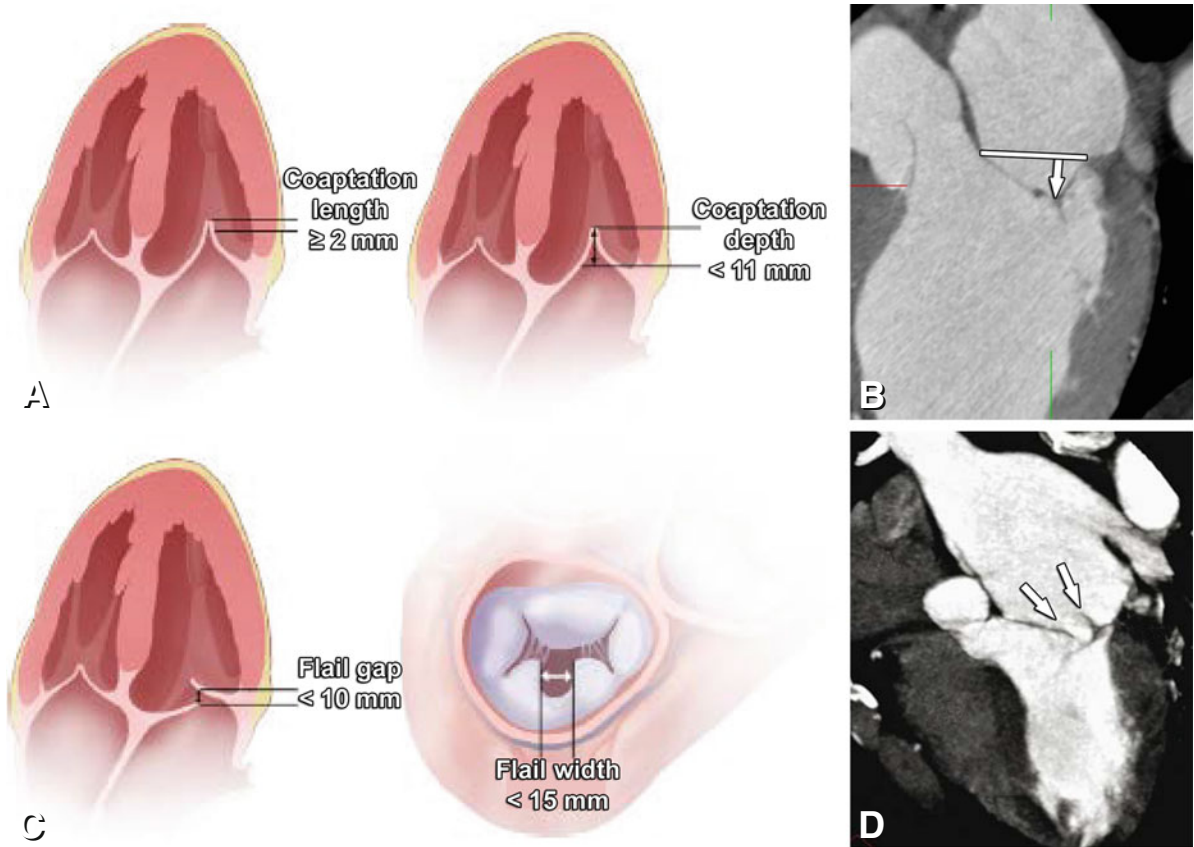 Coaptation
length
≥ 2 mm
Coaptation
depth
< 11 mm
A
B
Flail gap
< 10 mm
Flail width
< 15 mm
C
D